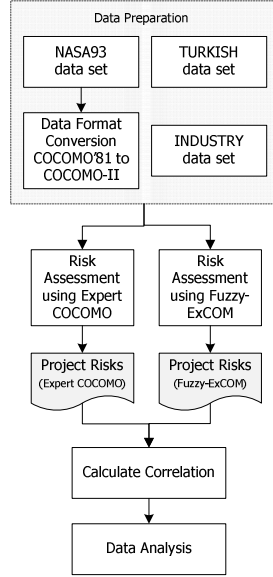 Data Preparation
NASA93
data set
TURKISH
data set
Data Format
Conversion
COCOMO'81 to
COCOMO-II
INDUSTRY
data set
Risk
Assessment
using Expert
COCOMO
Risk
Assessment
using Fuzzy-
ExCOM
Project Risks
(Expert COCOMO)
Project Risks
(Fuzzy-ExCOM)
Calculate Correlation
Data Analysis